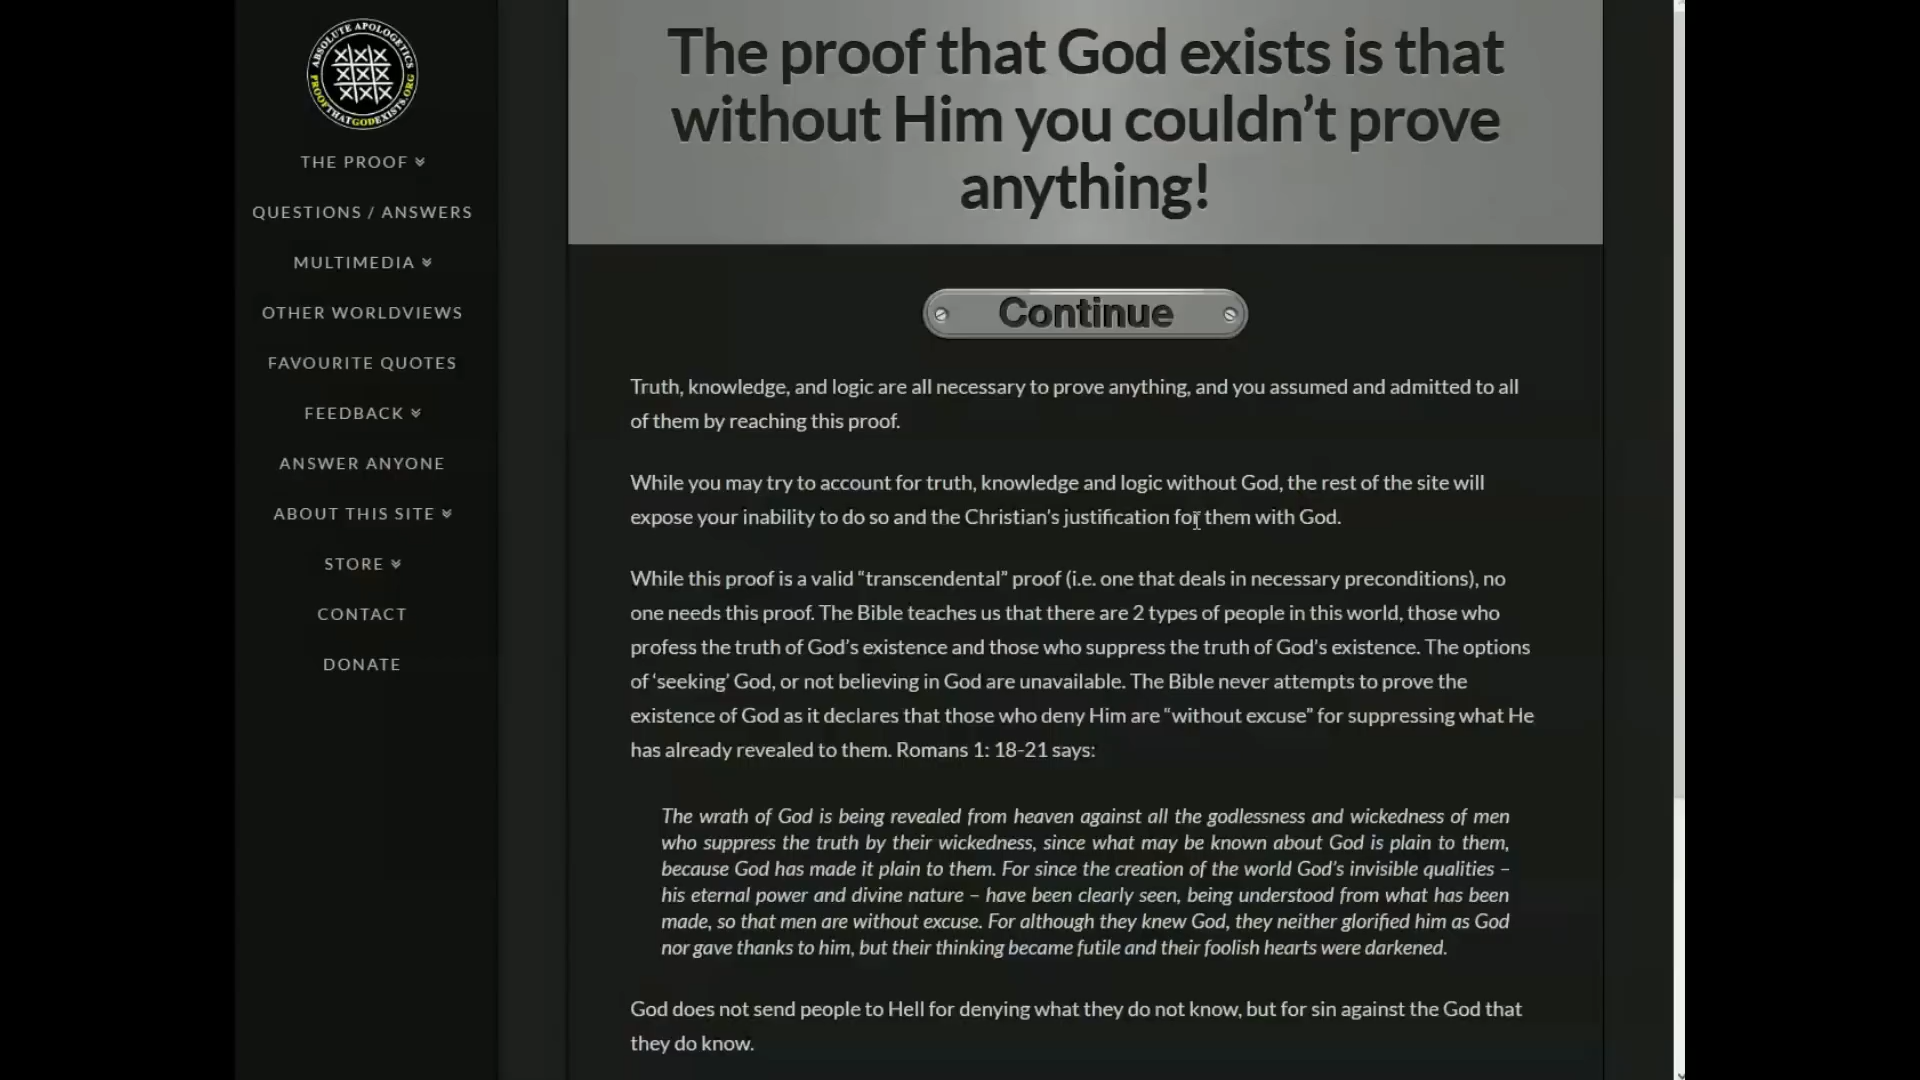 ABSOLUTE APOLOGETICS
PROOFTHATGODEXISTS.ORG
THE PROOF
QUESTIONS / ANSWERS
MULTIMEDIA
OTHER WORLDVIEWS
FAVOURITE QUOTES
FEEDBACK
ANSWER ANYONE
ABOUT THIS SITE
STORE
CONTACT
DONATE
The proof that God exists is that
without Him you couldn’t prove
anything!
Continue
Truth, knowledge, and logic are all necessary to prove anything, and you assumed and admitted to all
of them by reaching this proof.
While you may try to account for truth, knowledge and logic without God, the rest of the site will
expose your inability to do so and the Christian’s justification for them with God.
While this proof is a valid “transcendental” proof (i.e. one that deals in necessary preconditions), no
one needs this proof. The Bible teaches us that there are 2 types of people in this world, those who
profess the truth of God’s existence and those who suppress the truth of God’s existence. The options
of ‘seeking’ God, or not believing in God are unavailable. The Bible never attempts to prove the
existence of God as it declares that those who deny Him are “without excuse” for suppressing what He
has already revealed to them. Romans 1: 18-21 says:
The wrath of God is being revealed from heaven against all the godlessness and wickedness of men
who suppress the truth by their wickedness, since what may be known about God is plain to them,
because God has made it plain to them. For since the creation of the world God’s invisible qualities –
his eternal power and divine nature – have been clearly seen, being understood from what has been
made, so that men are without excuse. For although they knew God, they neither glorified him as God
nor gave thanks to him, but their thinking became futile and their foolish hearts were darkened.
God does not send people to Hell for denying what they do not know, but for sin against the God that
they do know.